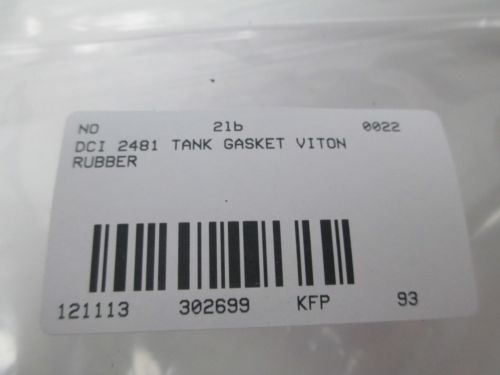 NO 21b 0022
DCI 2481 TANK GASKET VITON
RUBBER
121113 302699 KFP 93